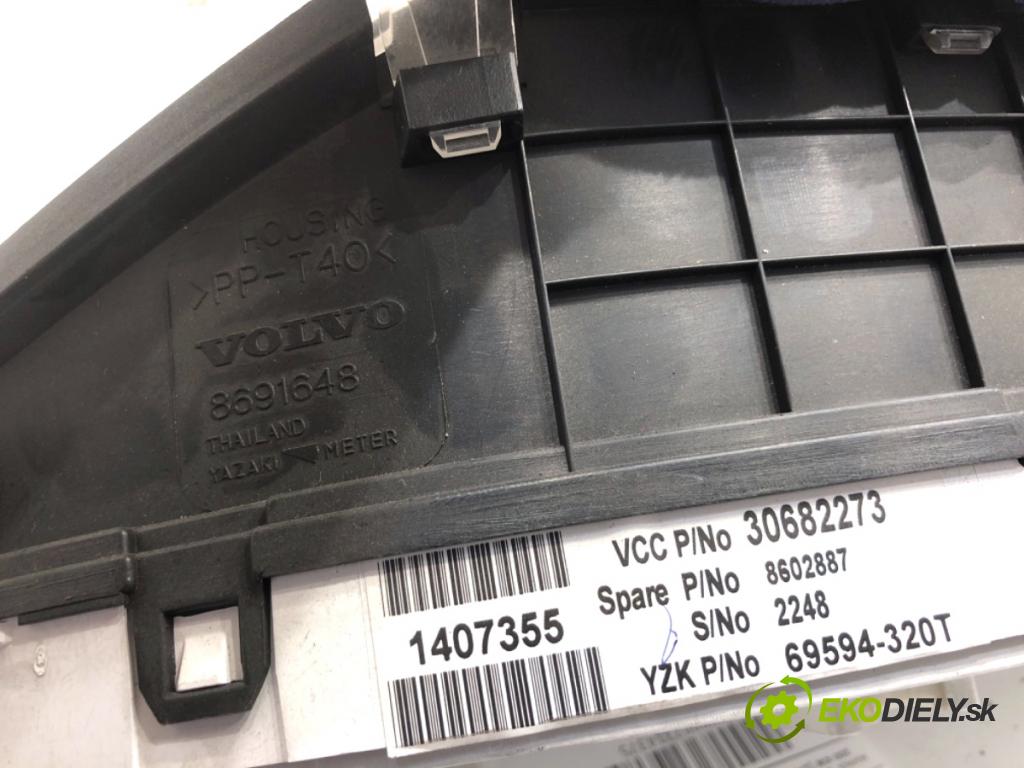 HOUSING
>PP-T40<
VOLVO
8691648
THAILAND
YAZAKI METER
1407355
VCC P/No 30682273
Spare P/No 8602887
S/No 2248
YZK P/No 69594-320T
EKODIELY.sk